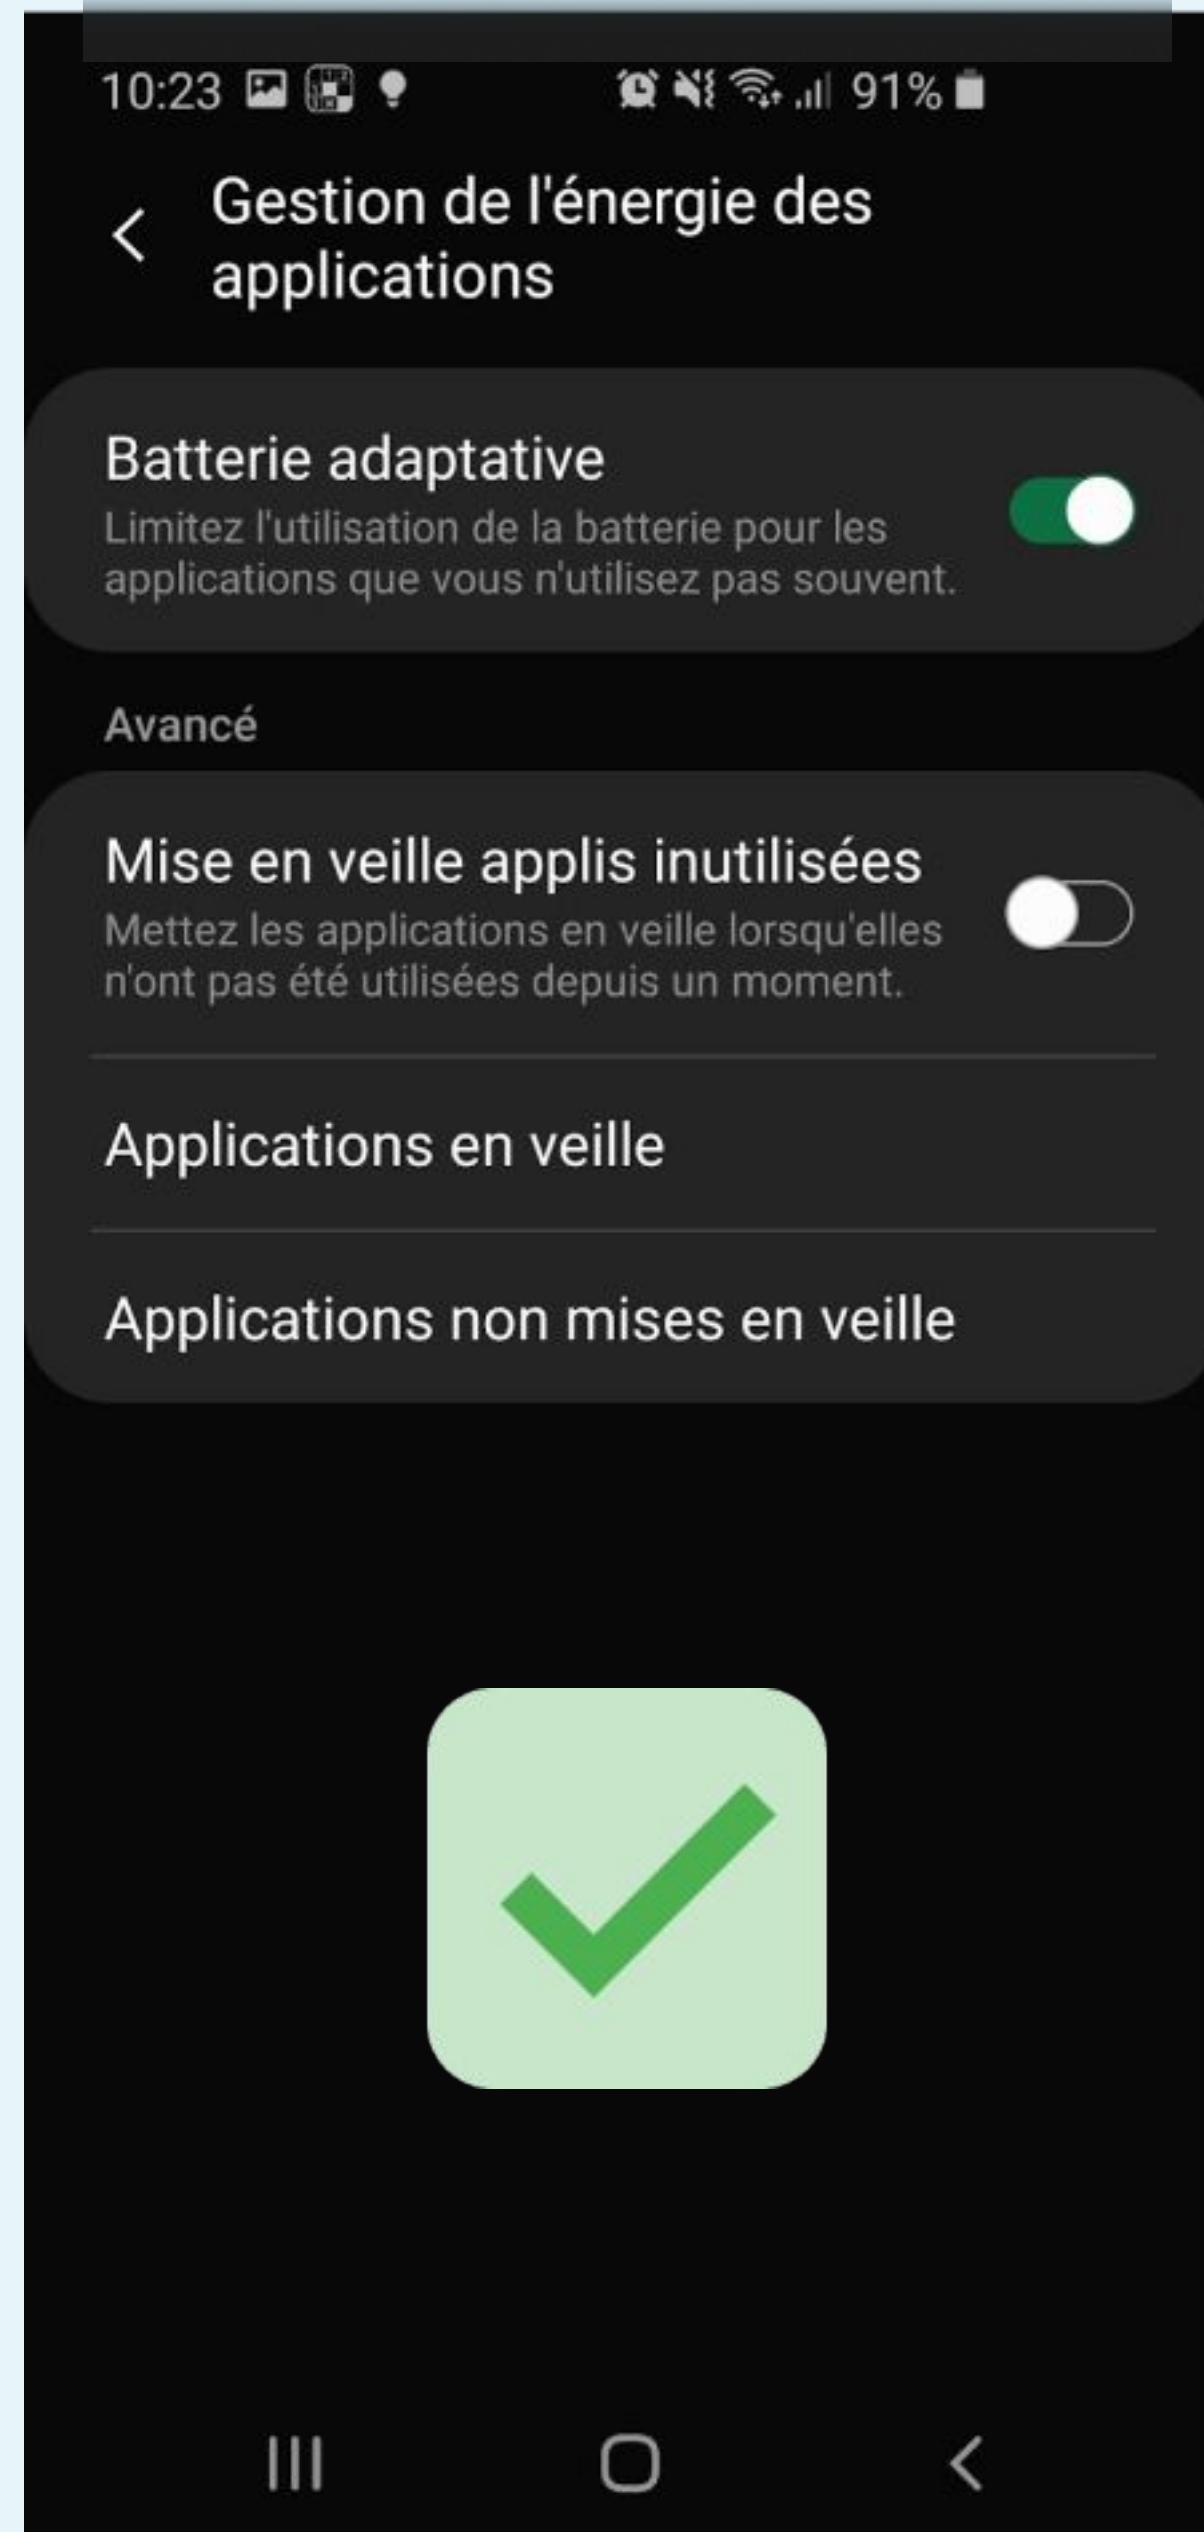 10:23 91%
Gestion de l'énergie des
applications
Batterie adaptative
Limitez l'utilisation de la batterie pour les
applications que vous n'utilisez pas souvent.
Avancé
Mise en veille applis inutilisées
Mettez les applications en veille lorsqu'elles
n'ont pas été utilisées depuis un moment.
Applications en veille
Applications non mises en veille